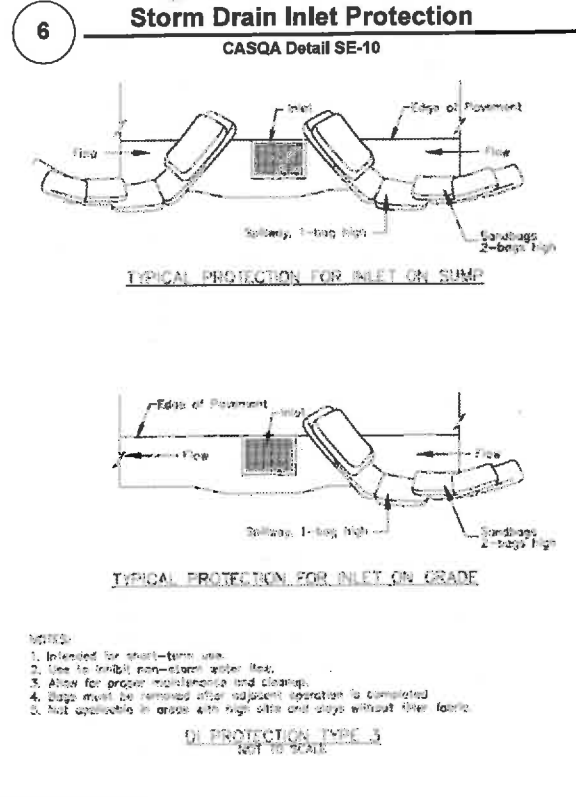 6
Storm Drain Inlet Protection
CASQA Detail SE-10
Inlet
Edge of Pavement
Flow
Flow
Spillway, 1-bag high
Sandbags
2-bags high
TYPICAL PROTECTION FOR INLET ON SUMP
Edge of Pavement
Inlet
Flow
Flow
Spillway, 1-bag high
Sandbags
2-bags high
TYPICAL PROTECTION FOR INLET ON GRADE
NOTES:
1. Intended for short-term use.
2. Use to inhibit non-storm water flow.
3. Allow for proper maintenance and cleanup.
4. Bags must be removed after adjacent operation is completed
5. Not applicable in areas with high silts and clays without filter fabric.
DI PROTECTION TYPE 3
NOT TO SCALE